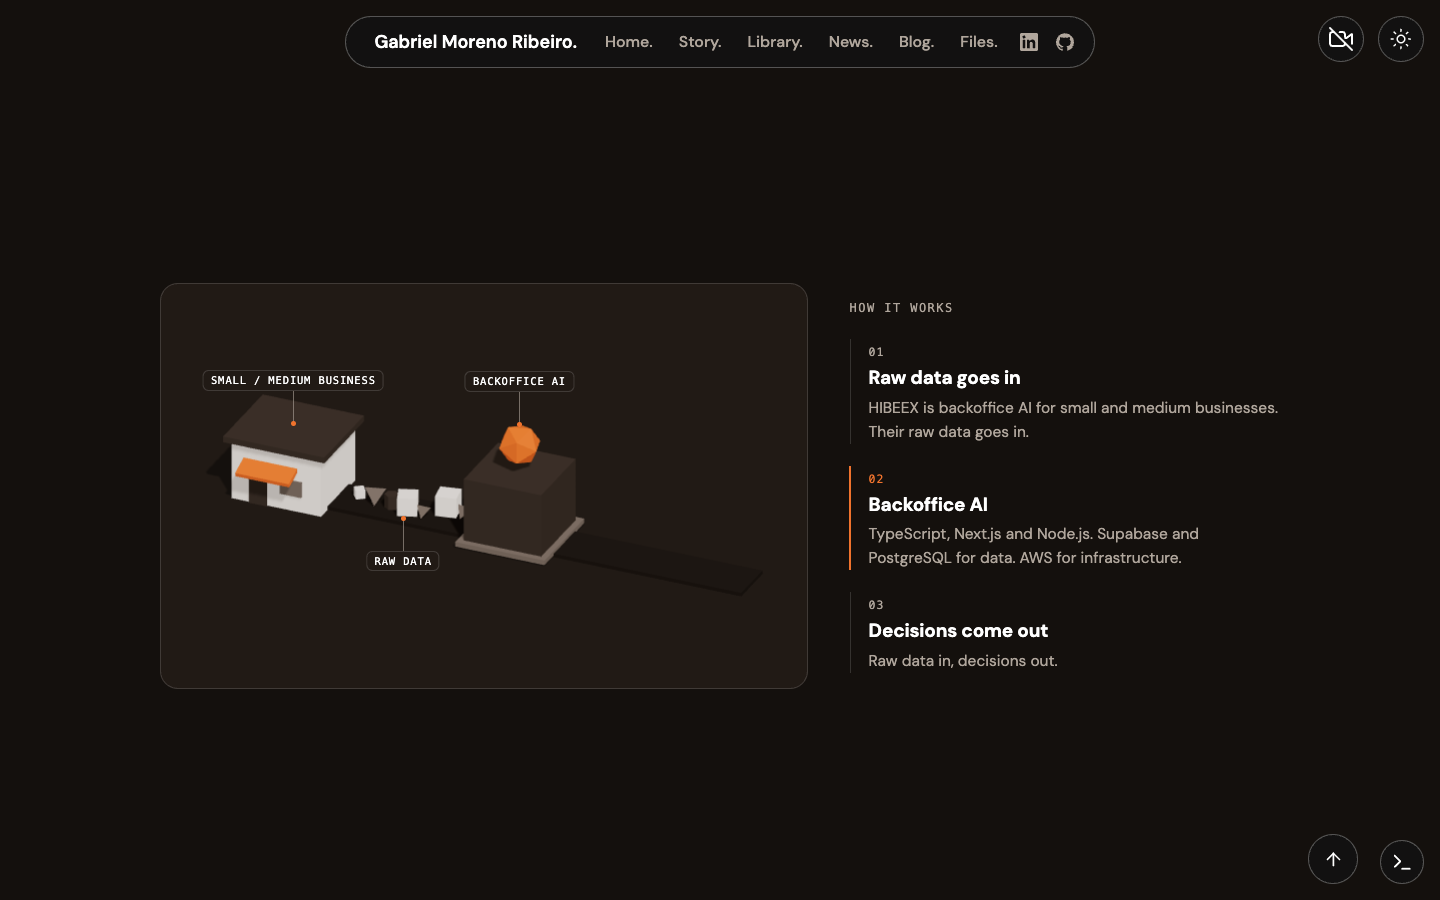 Gabriel Moreno Ribeiro. Home. Story. Library. News. Blog. Files.
SMALL / MEDIUM BUSINESS
BACKOFFICE AI
RAW DATA
HOW IT WORKS
01
Raw data goes in
HIBEEX is backoffice AI for small and medium businesses.
Their raw data goes in.
02
Backoffice AI
TypeScript, Next.js and Node.js. Supabase and
PostgreSQL for data. AWS for infrastructure.
03
Decisions come out
Raw data in, decisions out.